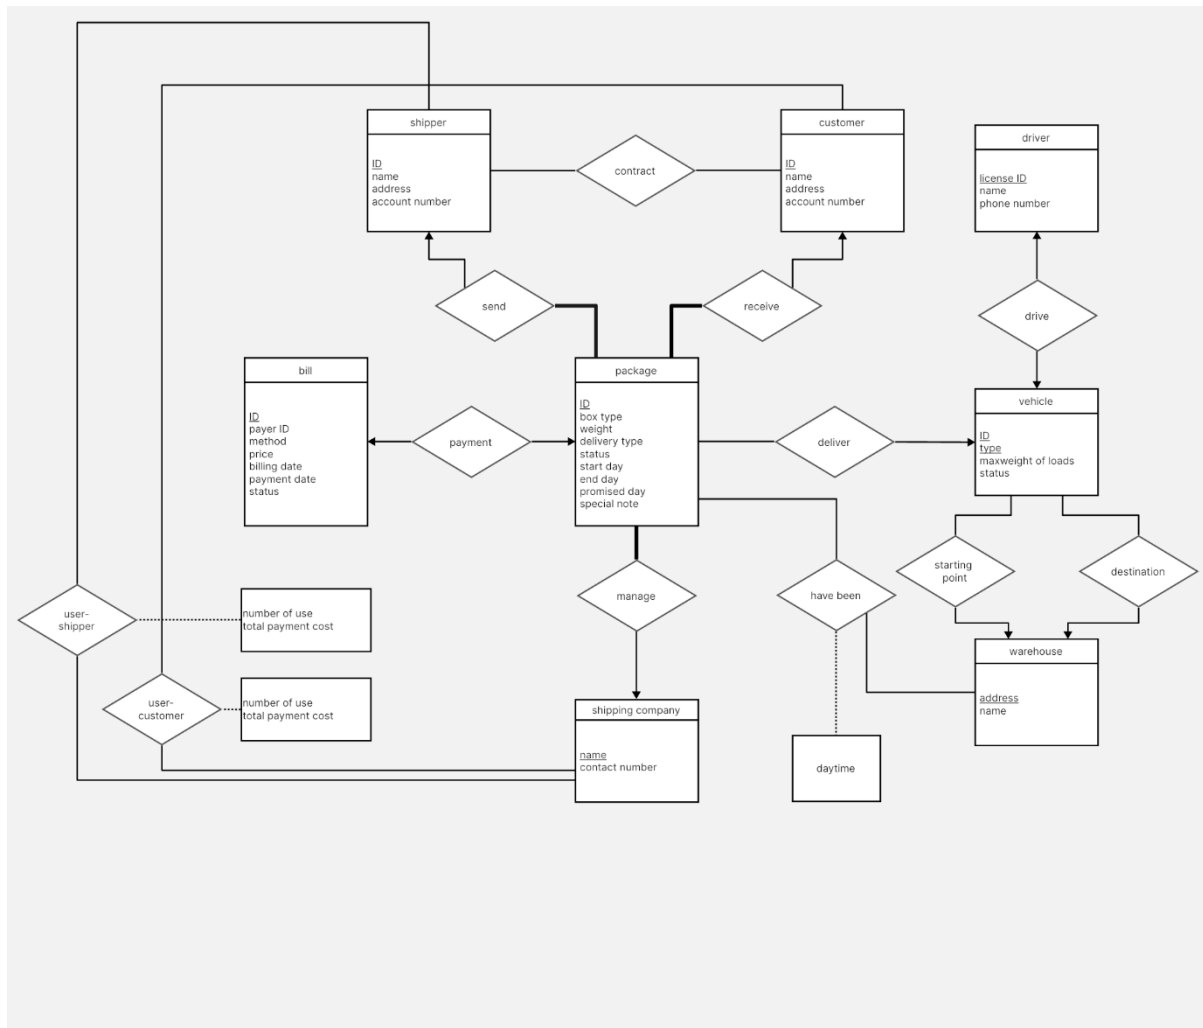 shipper
ID
name
address
account number
contract
customer
ID
name
address
account number
driver
license ID
name
phone number
send
receive
drive
bill
ID
payer ID
method
price
billing date
payment date
status
payment
package
ID
box type
weight
delivery type
status
start day
end day
promised day
special note
deliver
vehicle
ID
type
maxweight of loads
status
starting
point
destination
user-
shipper
number of use
total payment cost
manage
have been
warehouse
address
name
user-
customer
number of use
total payment cost
shipping company
name
contact number
daytime